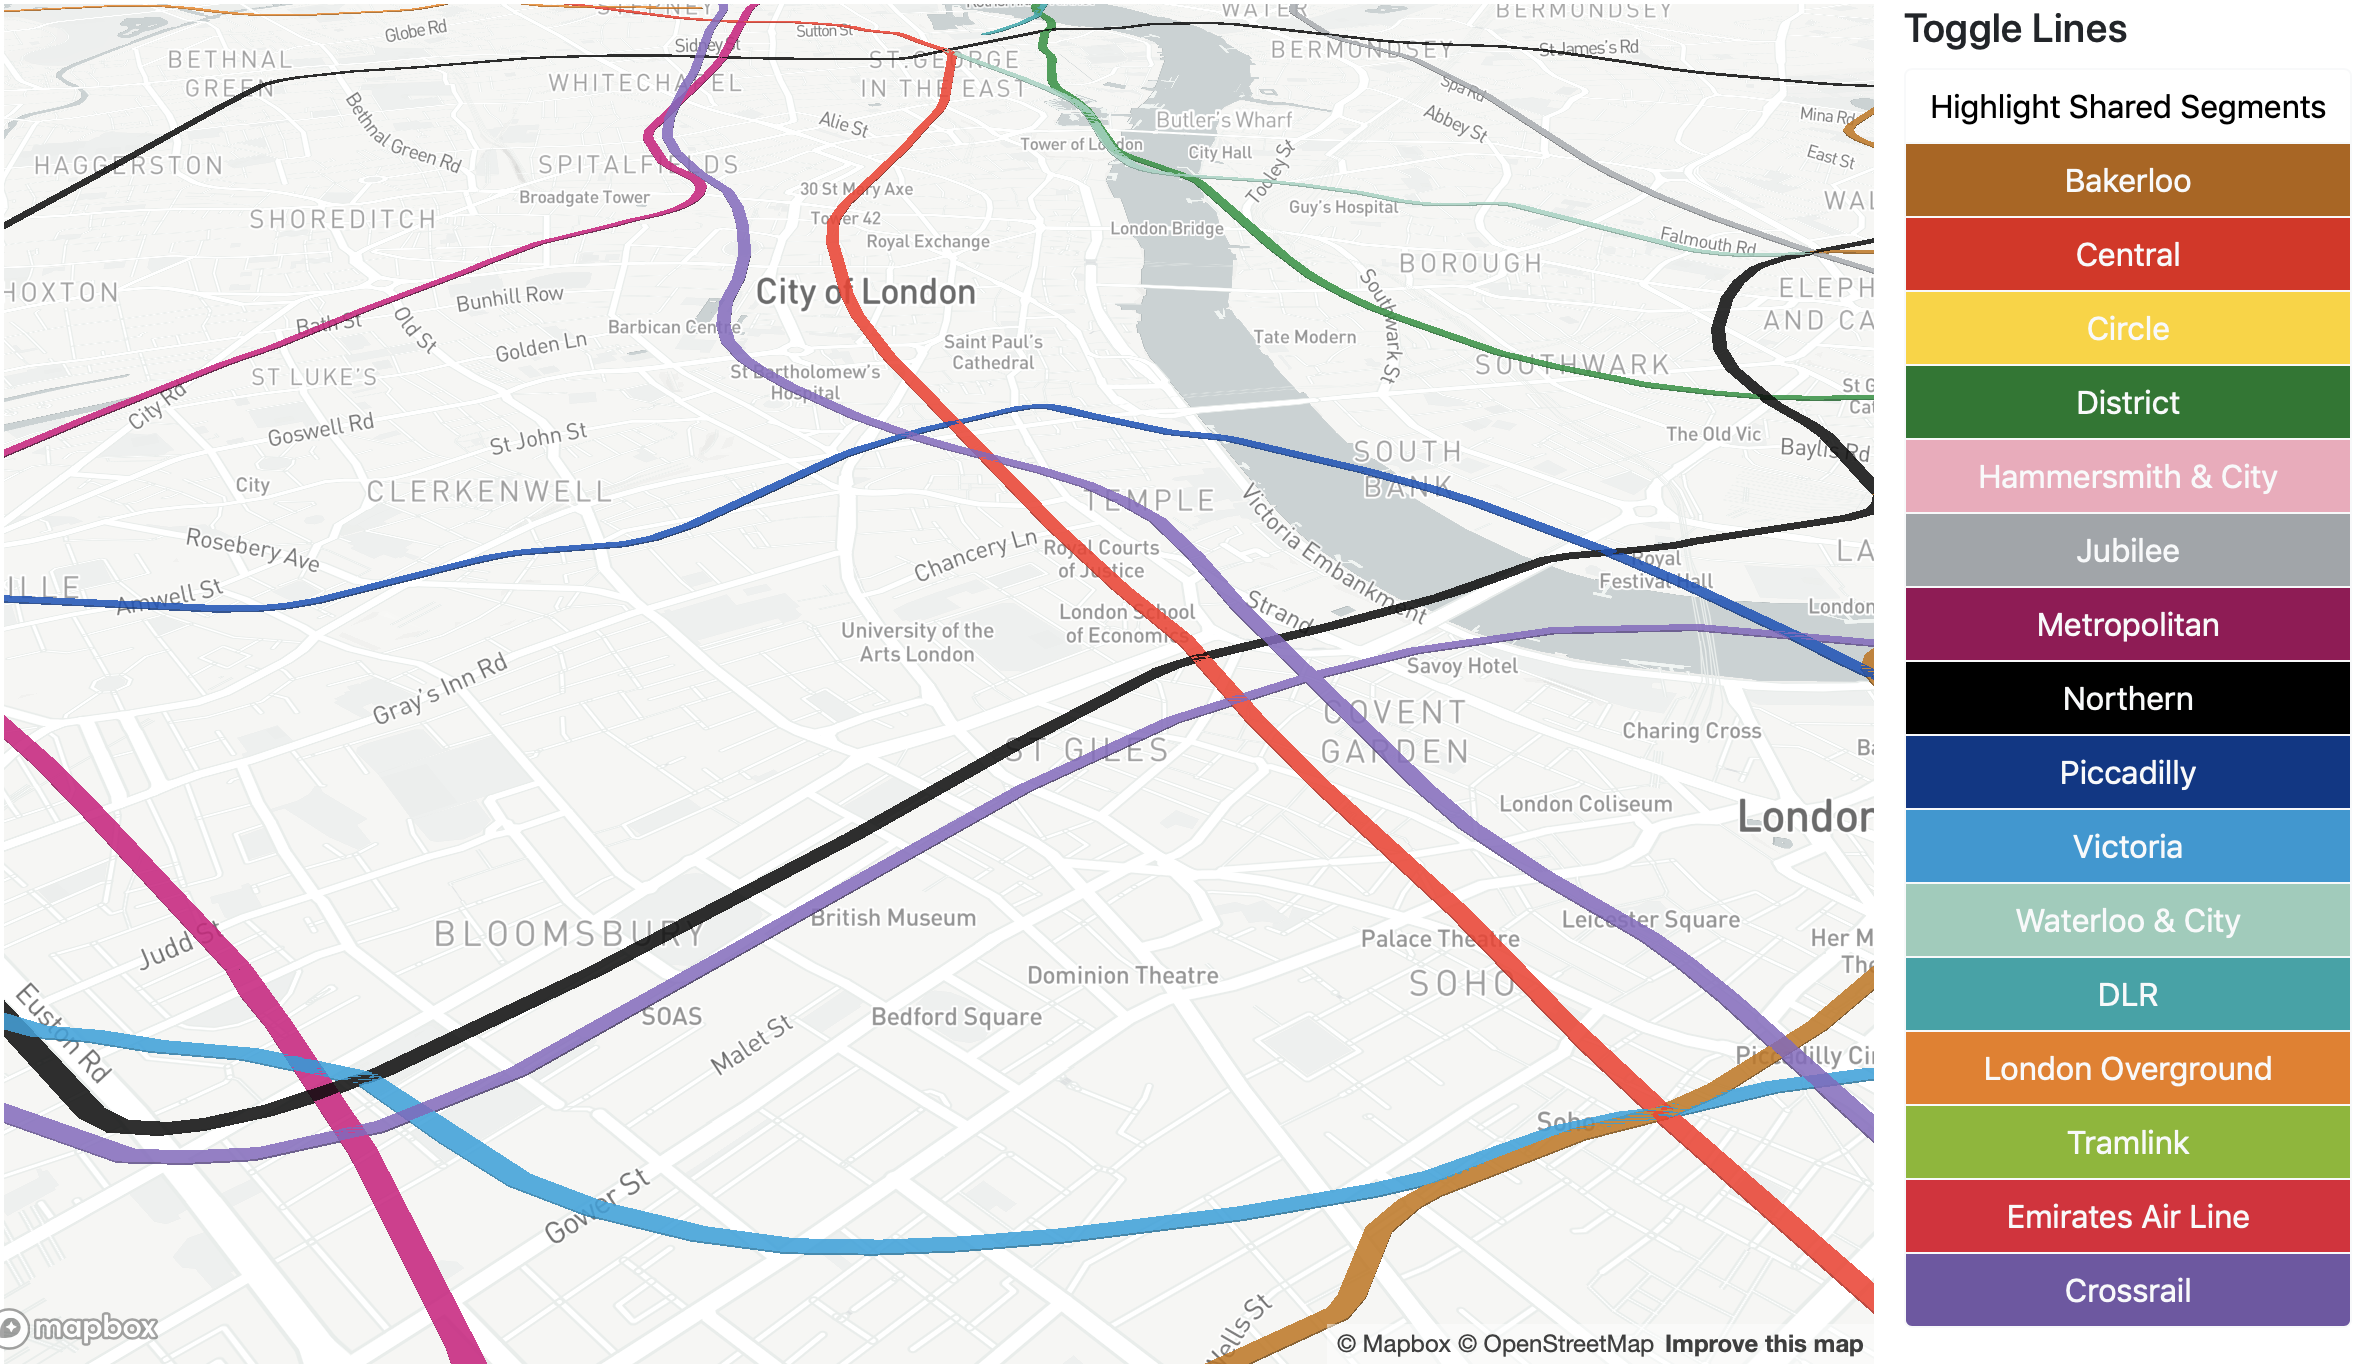 STEPNEY
WATER
BERMONDSEY
Globe Rd
Sutton St
Sidney St
BETHNAL
GREEN
WHITECHAPEL
ST. GEORGE
IN THE EAST
BERMONDSEY
St James's Rd
Spa Rd
Bethnal Green Rd
Alie St
Butler's Wharf
Abbey St
Mina Rd
Tower of London
City Hall
East St
HAGGERSTON
SPITALFIELDS
Broadgate Tower
30 St Mary Axe
Tooley St
Guy's Hospital
WAL
SHOREDITCH
Tower 42
Royal Exchange
London Bridge
Falmouth Rd
HOXTON
Bunhill Row
City of London
BOROUGH
ELEPH
AND CA
Bath St
Old St
Barbican Centre
Southwark St
Golden Ln
Saint Paul's
Cathedral
Tate Modern
ST LUKE'S
St Bartholomew's
Hospital
SOUTHWARK
St G
Cat
City Rd
Goswell Rd
St John St
The Old Vic
Baylis Rd
SOUTH
BANK
City
CLERKENWELL
TEMPLE
Victoria Embankment
Rosebery Ave
Chancery Ln
Royal Courts
of Justice
LA
Royal
Festival Hall
ILLE
Amwell St
London School
of Economics
Strand
London
University of the
Arts London
Gray's Inn Rd
Savoy Hotel
COVENT
GARDEN
Charing Cross
ST GILES
Ba
London Coliseum
London
BLOOMSBURY
British Museum
Judd St
Palace Theatre
Leicester Square
Her M
The
Dominion Theatre
SOHO
Euston Rd
SOAS
Malet St
Bedford Square
Piccadilly Cir
Soho
Gower St
Wells St
mapbox
© Mapbox © OpenStreetMap Improve this map
Toggle Lines
Highlight Shared Segments
Bakerloo
Central
Circle
District
Hammersmith & City
Jubilee
Metropolitan
Northern
Piccadilly
Victoria
Waterloo & City
DLR
London Overground
Tramlink
Emirates Air Line
Crossrail